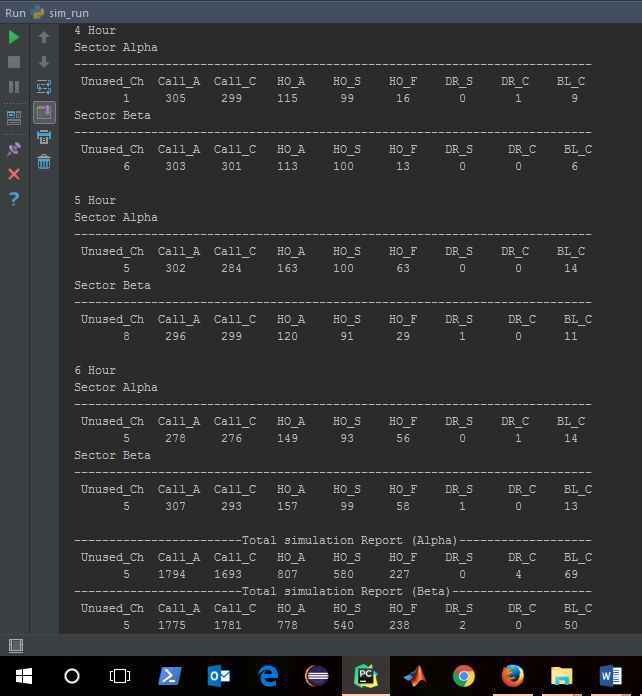 Run sim_run
4 Hour
Sector Alpha
--------------------------------------------------------------------------
Unused_Ch Call_A Call_C HO_A HO_S HO_F DR_S DR_C BL_C
1 305 299 115 99 16 0 1 9
Sector Beta
--------------------------------------------------------------------------
Unused_Ch Call_A Call_C HO_A HO_S HO_F DR_S DR_C BL_C
6 303 301 113 100 13 0 0 6
5 Hour
Sector Alpha
--------------------------------------------------------------------------
Unused_Ch Call_A Call_C HO_A HO_S HO_F DR_S DR_C BL_C
5 302 284 163 100 63 0 0 14
Sector Beta
--------------------------------------------------------------------------
Unused_Ch Call_A Call_C HO_A HO_S HO_F DR_S DR_C BL_C
8 296 299 120 91 29 1 0 11
6 Hour
Sector Alpha
--------------------------------------------------------------------------
Unused_Ch Call_A Call_C HO_A HO_S HO_F DR_S DR_C BL_C
5 278 276 149 93 56 0 1 14
Sector Beta
--------------------------------------------------------------------------
Unused_Ch Call_A Call_C HO_A HO_S HO_F DR_S DR_C BL_C
5 307 293 157 99 58 1 0 13
------------------------Total simulation Report (Alpha)-------------------
Unused_Ch Call_A Call_C HO_A HO_S HO_F DR_S DR_C BL_C
5 1794 1693 807 580 227 0 4 69
------------------------Total simulation Report (Beta)--------------------
Unused_Ch Call_A Call_C HO_A HO_S HO_F DR_S DR_C BL_C
5 1775 1781 778 540 238 2 0 50